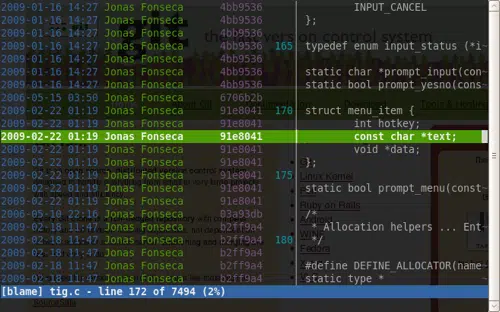 2009-01-16 14:27 Jonas Fonseca 4bb9536 │ INPUT_CANCEL
2009-01-16 14:27 Jonas Fonseca 4bb9536 │ };
2009-01-16 14:27 Jonas Fonseca 4bb9536 │
2009-01-16 14:27 Jonas Fonseca 4bb9536 165│ typedef enum input_status (*i~
2009-01-16 14:27 Jonas Fonseca 4bb9536 │
2009-01-16 14:27 Jonas Fonseca 4bb9536 │ static char *prompt_input(con~
2009-01-16 14:27 Jonas Fonseca 4bb9536 │ static bool prompt_yesno(cons~
2006-05-15 03:50 Jonas Fonseca 6706b2b │
2009-02-22 01:19 Jonas Fonseca 91e8041 170│ struct menu_item {
2009-02-22 01:19 Jonas Fonseca 91e8041 │ int hotkey;
2009-02-22 01:19 Jonas Fonseca 91e8041 │ const char *text;
2009-02-22 01:19 Jonas Fonseca 91e8041 │ void *data;
2009-02-22 01:19 Jonas Fonseca 91e8041 │ };
2009-02-22 01:19 Jonas Fonseca 91e8041 175│
2009-02-22 01:19 Jonas Fonseca 91e8041 │ static bool prompt_menu(const~
2009-02-22 01:19 Jonas Fonseca 91e8041 │
2006-05-19 22:16 Jonas Fonseca 83a93db │ /*
2009-02-18 11:47 Jonas Fonseca b2ff9a4 │ * Allocation helpers ... Ent~
2009-02-18 11:47 Jonas Fonseca b2ff9a4 180│ */
2009-02-18 11:47 Jonas Fonseca b2ff9a4 │
2009-02-18 11:47 Jonas Fonseca b2ff9a4 │ #define DEFINE_ALLOCATOR(name~
2009-02-18 11:47 Jonas Fonseca b2ff9a4 │ static type *
[blame] tig.c - line 172 of 7494 (2%)
Linux Kernel
Ruby on Rails
Android